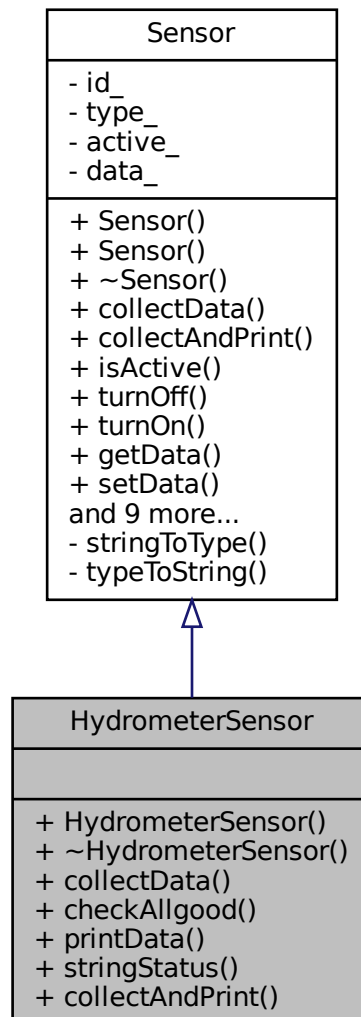 Sensor
- id_
- type_
- active_
- data_
+ Sensor()
+ Sensor()
+ ~Sensor()
+ collectData()
+ collectAndPrint()
+ isActive()
+ turnOff()
+ turnOn()
+ getData()
+ setData()
and 9 more...
- stringToType()
- typeToString()
HydrometerSensor
+ HydrometerSensor()
+ ~HydrometerSensor()
+ collectData()
+ checkAllgood()
+ printData()
+ stringStatus()
+ collectAndPrint()